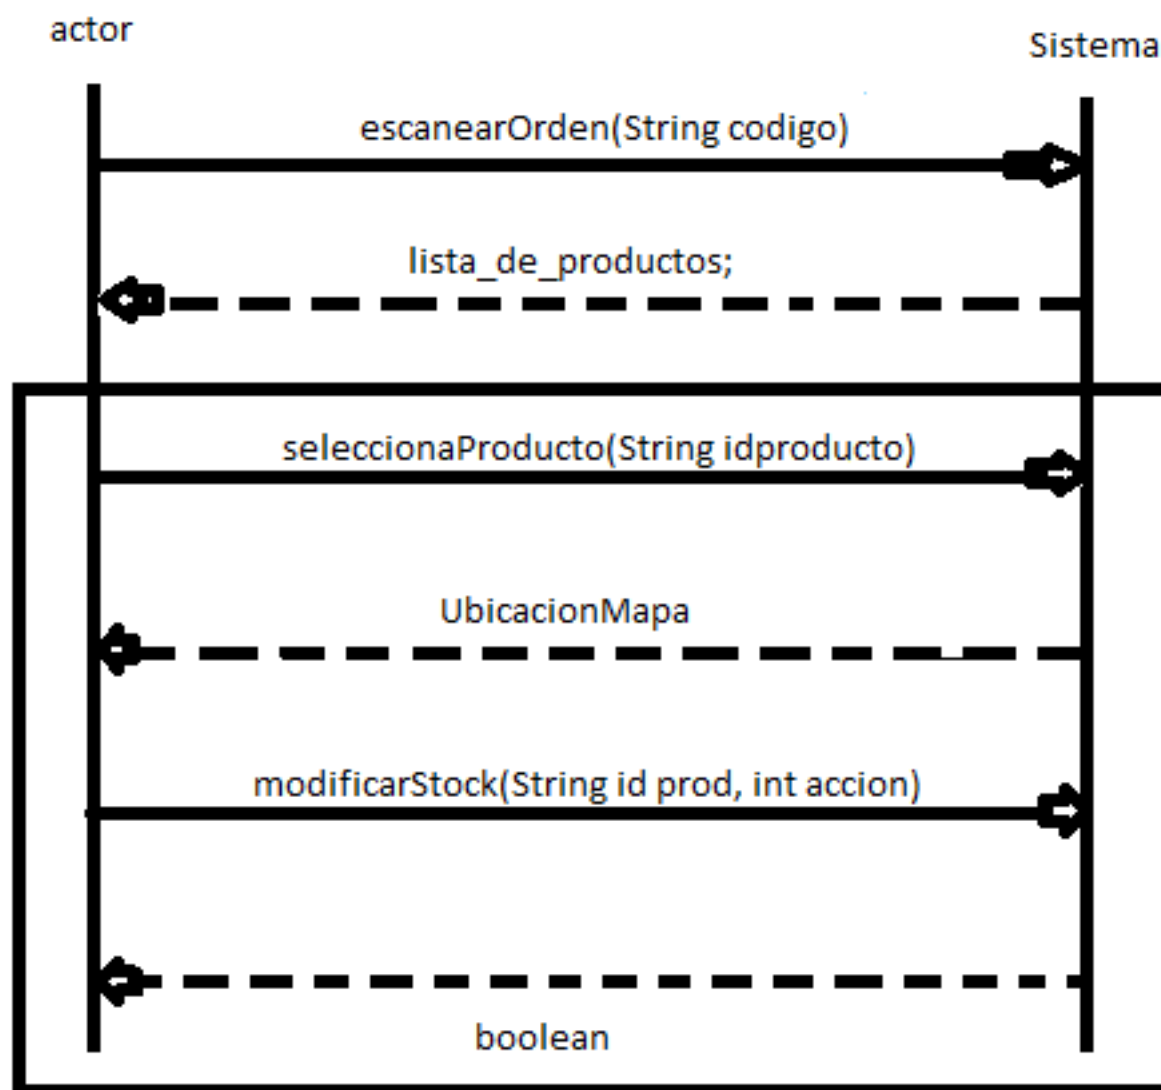 actor
Sistema
escanearOrden(String codigo)
lista_de_productos;
seleccionaProducto(String idproducto)
UbicacionMapa
modificarStock(String id prod, int accion)
boolean